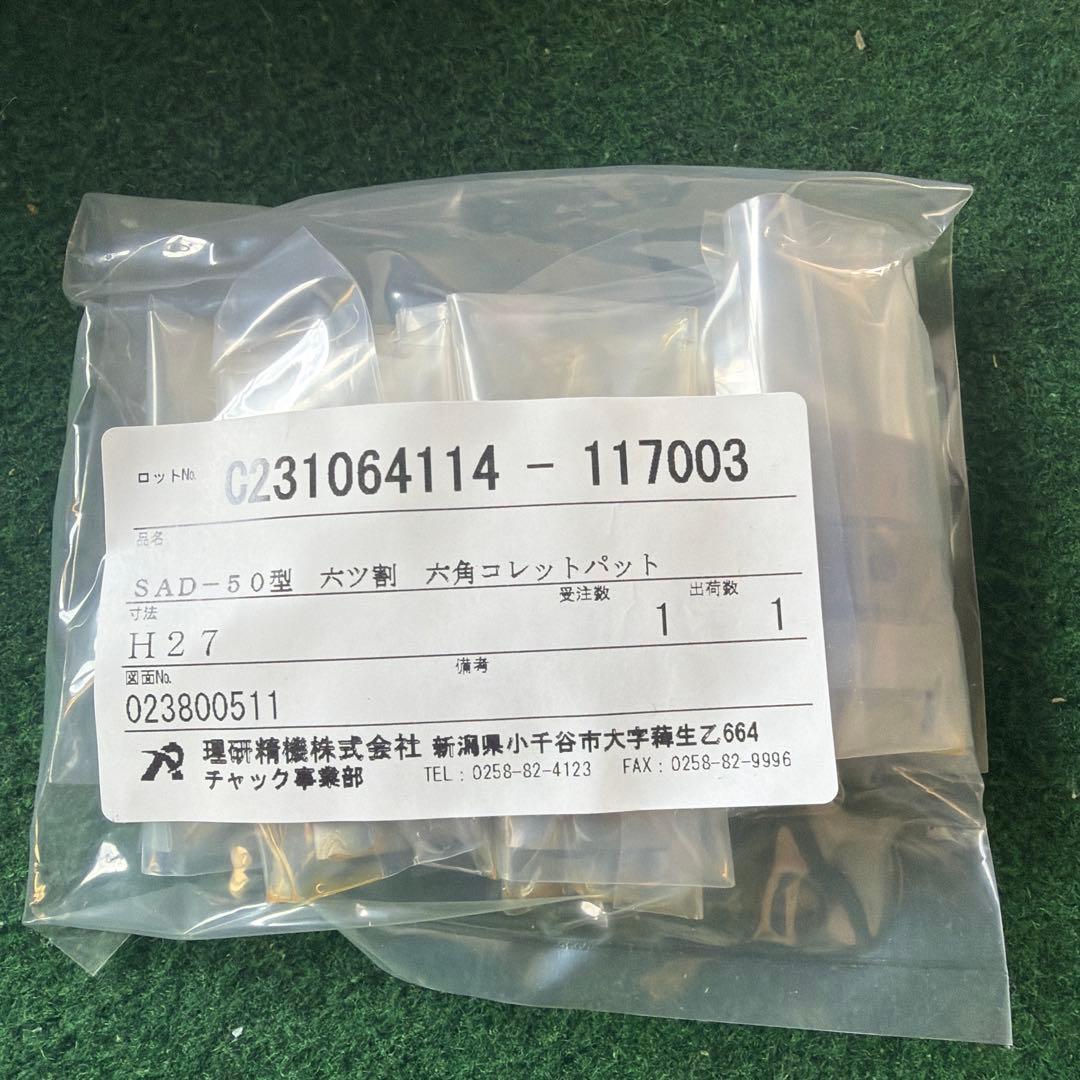 ロットNo. C231064114 - 117003
品名
SAD-50型 六ツ割 六角コレットパット
寸法 受注数 出荷数
H27 1 1
図面No. 備考
023800511
理研精機株式会社 新潟県小千谷市大字薭生乙664
チャック事業部 TEL:0258-82-4123 FAX:0258-82-9996